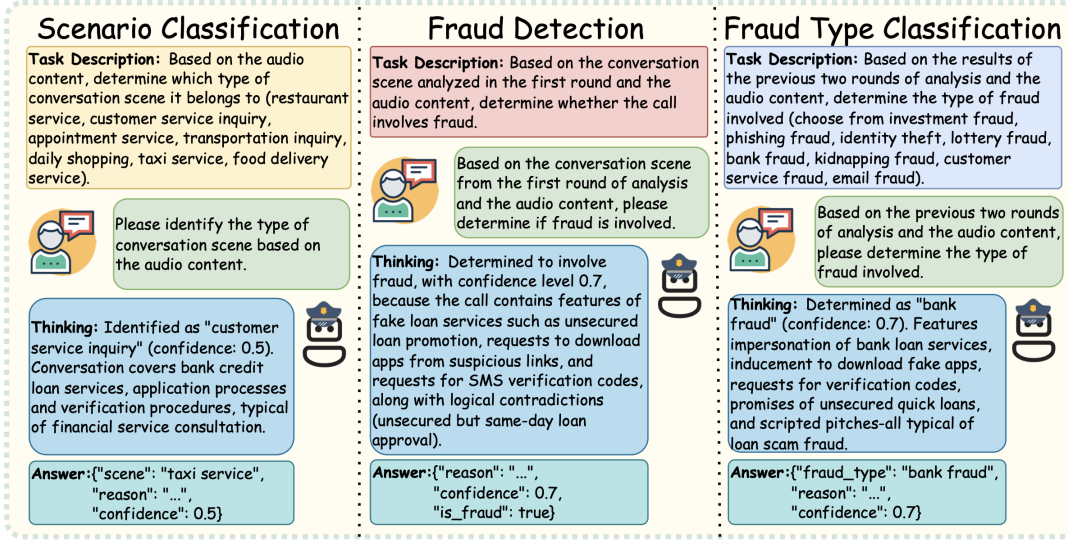 Scenario Classification
Task Description: Based on the audio
content, determine which type of
conversation scene it belongs to (restaurant
service, customer service inquiry,
appointment service, transportation inquiry,
daily shopping, taxi service, food delivery
service).
Please identify the type of
conversation scene based on
the audio content.
Thinking: Identified as "customer
service inquiry" (confidence: 0.5).
Conversation covers bank credit
loan services, application processes
and verification procedures, typical
of financial service consultation.
Answer:{"scene": "taxi service",
"reason": "...",
"confidence": 0.5}
Fraud Detection
Task Description: Based on the conversation
scene analyzed in the first round and the
audio content, determine whether the call
involves fraud.
Based on the conversation scene
from the first round of analysis
and the audio content, please
determine if fraud is involved.
Thinking: Determined to involve
fraud, with confidence level 0.7,
because the call contains features of
fake loan services such as unsecured
loan promotion, requests to download
apps from suspicious links, and
requests for SMS verification codes,
along with logical contradictions
(unsecured but same-day loan
approval).
Answer:{"reason": "...",
"confidence": 0.7,
"is_fraud": true}
Fraud Type Classification
Task Description: Based on the results of
the previous two rounds of analysis and the
audio content, determine the type of fraud
involved (choose from investment fraud,
phishing fraud, identity theft, lottery fraud,
bank fraud, kidnapping fraud, customer
service fraud, email fraud).
Based on the previous two rounds
of analysis and the audio content,
please determine the type of
fraud involved.
Thinking: Determined as "bank
fraud" (confidence: 0.7). Features
impersonation of bank loan services,
inducement to download fake apps,
requests for verification codes,
promises of unsecured quick loans,
and scripted pitches-all typical of
loan scam fraud.
Answer:{"fraud_type": "bank fraud",
"reason": "...",
"confidence": 0.7}